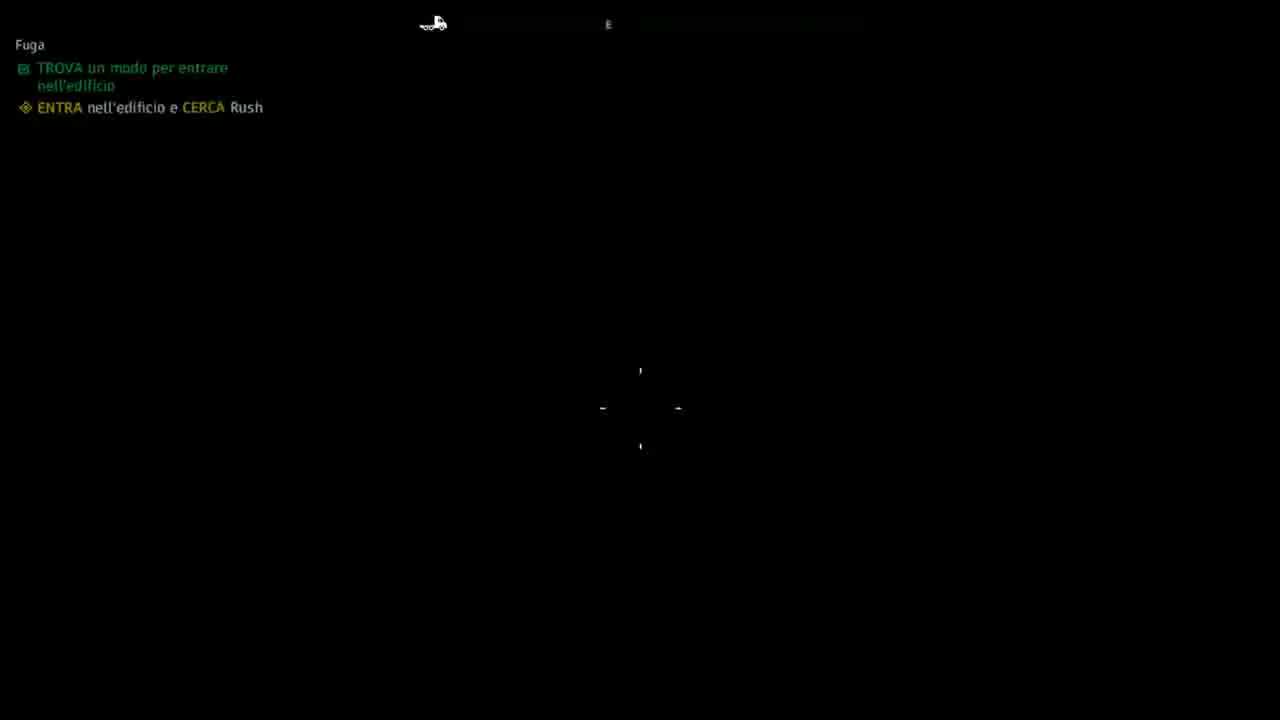 E
Fuga
TROVA un modo per entrare
nell'edificio
ENTRA nell'edificio e CERCA Rush